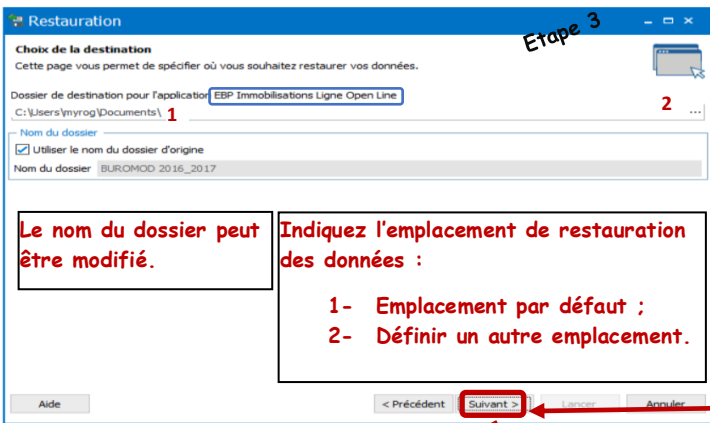 Restauration
Etape 3
Choix de la destination
Cette page vous permet de spécifier où vous souhaitez restaurer vos données.
Dossier de destination pour l'application EBP Immobilisations Ligne Open Line
C:\Users\myrog\Documents\ 1 2 ...
Nom du dossier
Utiliser le nom du dossier d'origine
Nom du dossier BUROMOD 2016_2017
Le nom du dossier peut
être modifié.
Indiquez l'emplacement de restauration
des données :
1- Emplacement par défaut ;
2- Définir un autre emplacement.
Aide < Précédent Suivant > Lancer Annuler